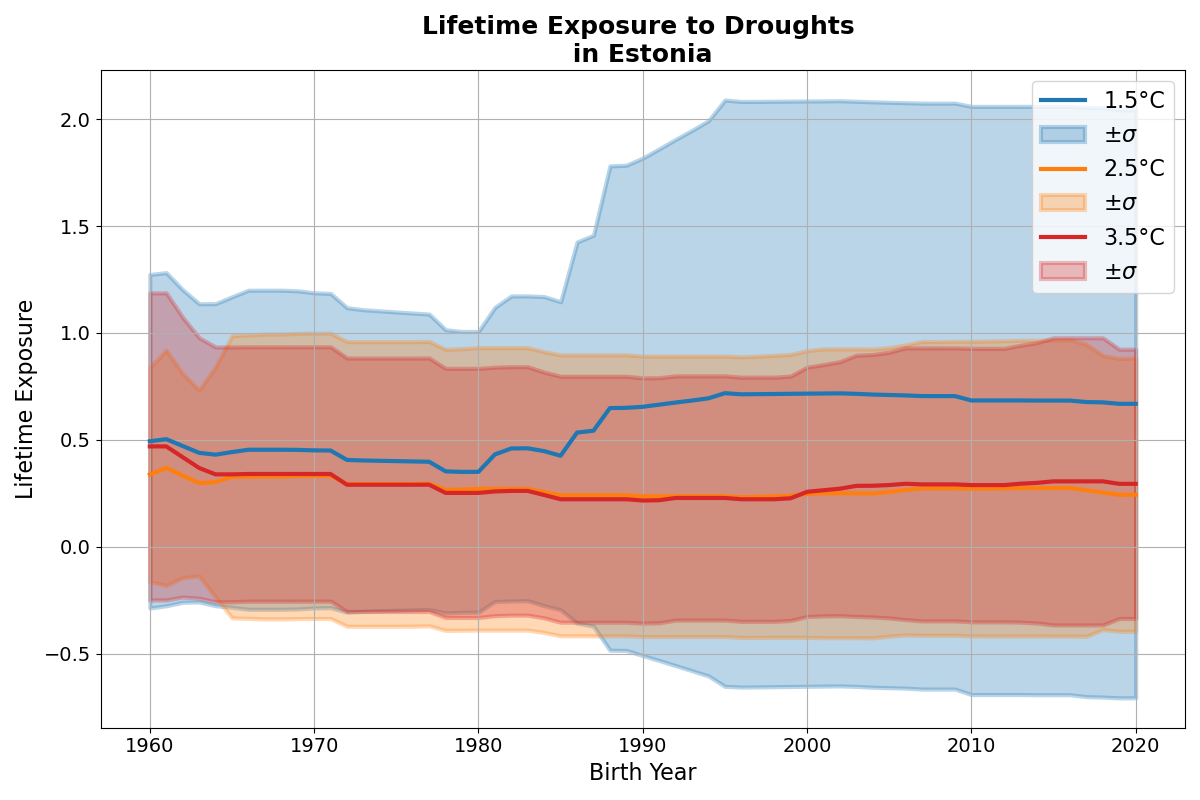 Lifetime Exposure to Droughts
in Estonia
Lifetime Exposure
2.0
1.5
1.0
0.5
0.0
−0.5
1960
1970
1980
1990
2000
2010
2020
Birth Year
1.5°C
±σ
2.5°C
±σ
3.5°C
±σ